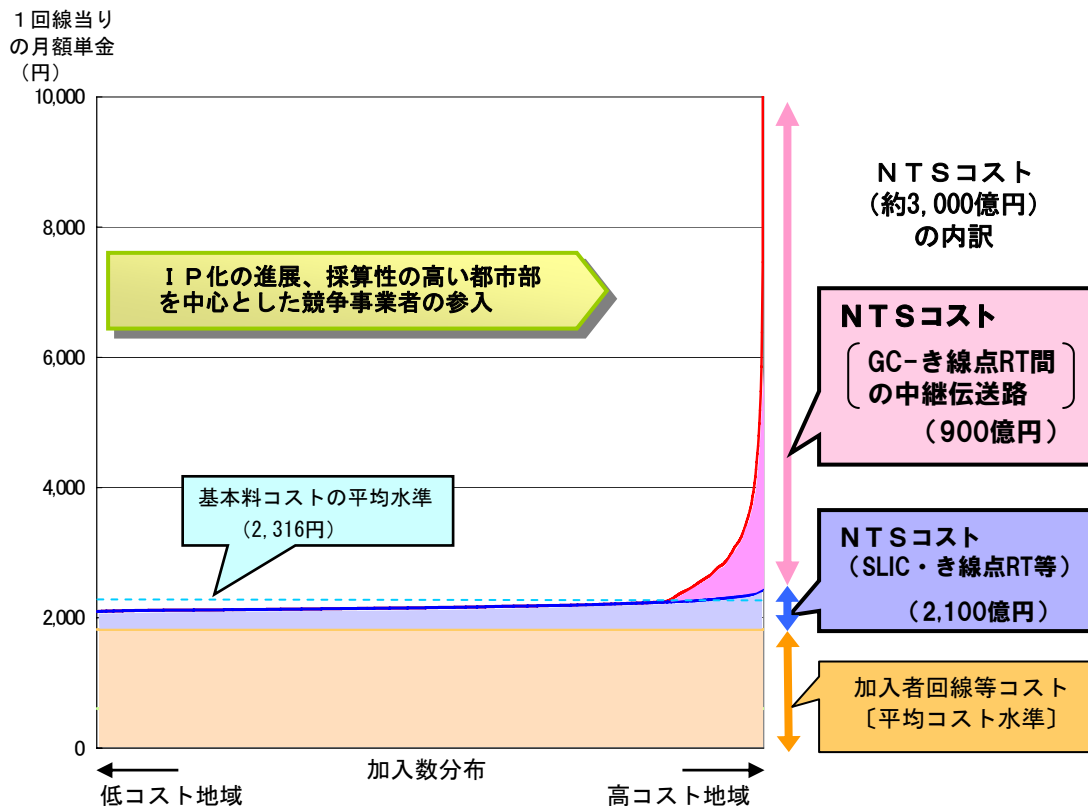 １回線当り
の月額単金
（円）
10,000
8,000
6,000
4,000
2,000
0
ＩＰ化の進展、採算性の高い都市部
を中心とした競争事業者の参入
基本料コストの平均水準
（2,316円）
ＮＴＳコスト
（約3,000億円）
の内訳
ＮＴＳコスト
GC-き線点RT間
の中継伝送路
（900億円）
ＮＴＳコスト
（SLIC・き線点RT等）
（2,100億円）
加入者回線等コスト
〔平均コスト水準〕
加入数分布
低コスト地域
高コスト地域